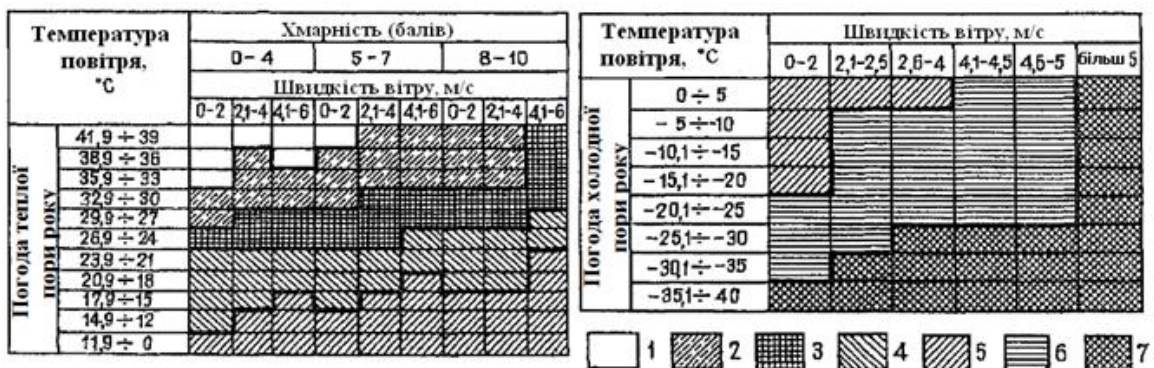 Температура повітря, °С
Хмарність (балів)
0-4 5-7 8-10
Швидкість вітру, м/с
0-2 2,1-4 4,1-6 0-2 2,1-4 4,1-6 0-2 2,1-4 4,1-6
Погода теплої пори року
41,9 ÷ 39
38,9 ÷ 36
35,9 ÷ 33
32,9 ÷ 30
29,9 ÷ 27
26,9 ÷ 24
23,9 ÷ 21
20,9 ÷ 18
17,9 ÷ 15
14,9 ÷ 12
11,9 ÷ 0
Температура повітря, °С
Швидкість вітру, м/с
0-2 2,1-2,5 2,6-4 4,1-4,5 4,6-5 більш 5
Погода холодної пори року
0 ÷ 5
- 5 ÷ -10
-10,1 ÷ -15
-15,1 ÷ -20
-20,1 ÷ -25
-25,1 ÷ -30
-30,1 ÷ -35
-35,1 ÷ 40
1 2 3 4 5 6 7